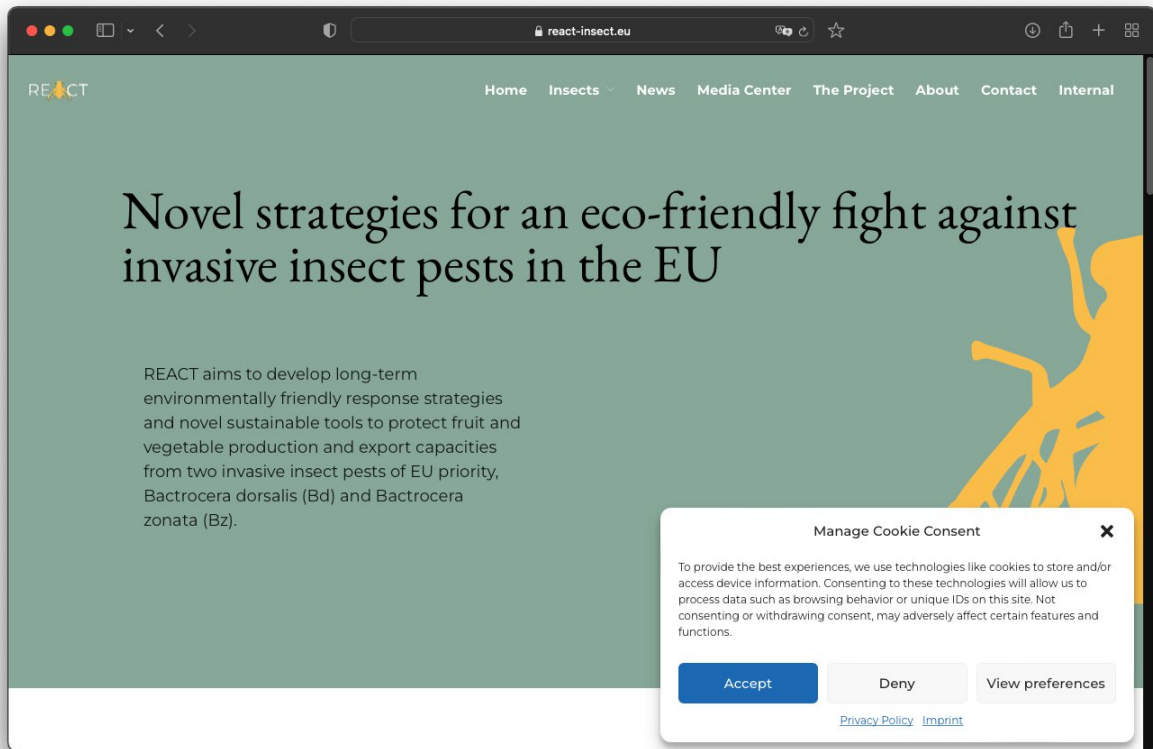 react-insect.eu
REACT
Home Insects News Media Center The Project About Contact Internal
Novel strategies for an eco-friendly fight against
invasive insect pests in the EU
REACT aims to develop long-term
environmentally friendly response strategies
and novel sustainable tools to protect fruit and
vegetable production and export capacities
from two invasive insect pests of EU priority,
Bactrocera dorsalis (Bd) and Bactrocera
zonata (Bz).
Manage Cookie Consent
To provide the best experiences, we use technologies like cookies to store and/or
access device information. Consenting to these technologies will allow us to
process data such as browsing behavior or unique IDs on this site. Not
consenting or withdrawing consent, may adversely affect certain features and
functions.
Accept Deny View preferences
Privacy Policy Imprint